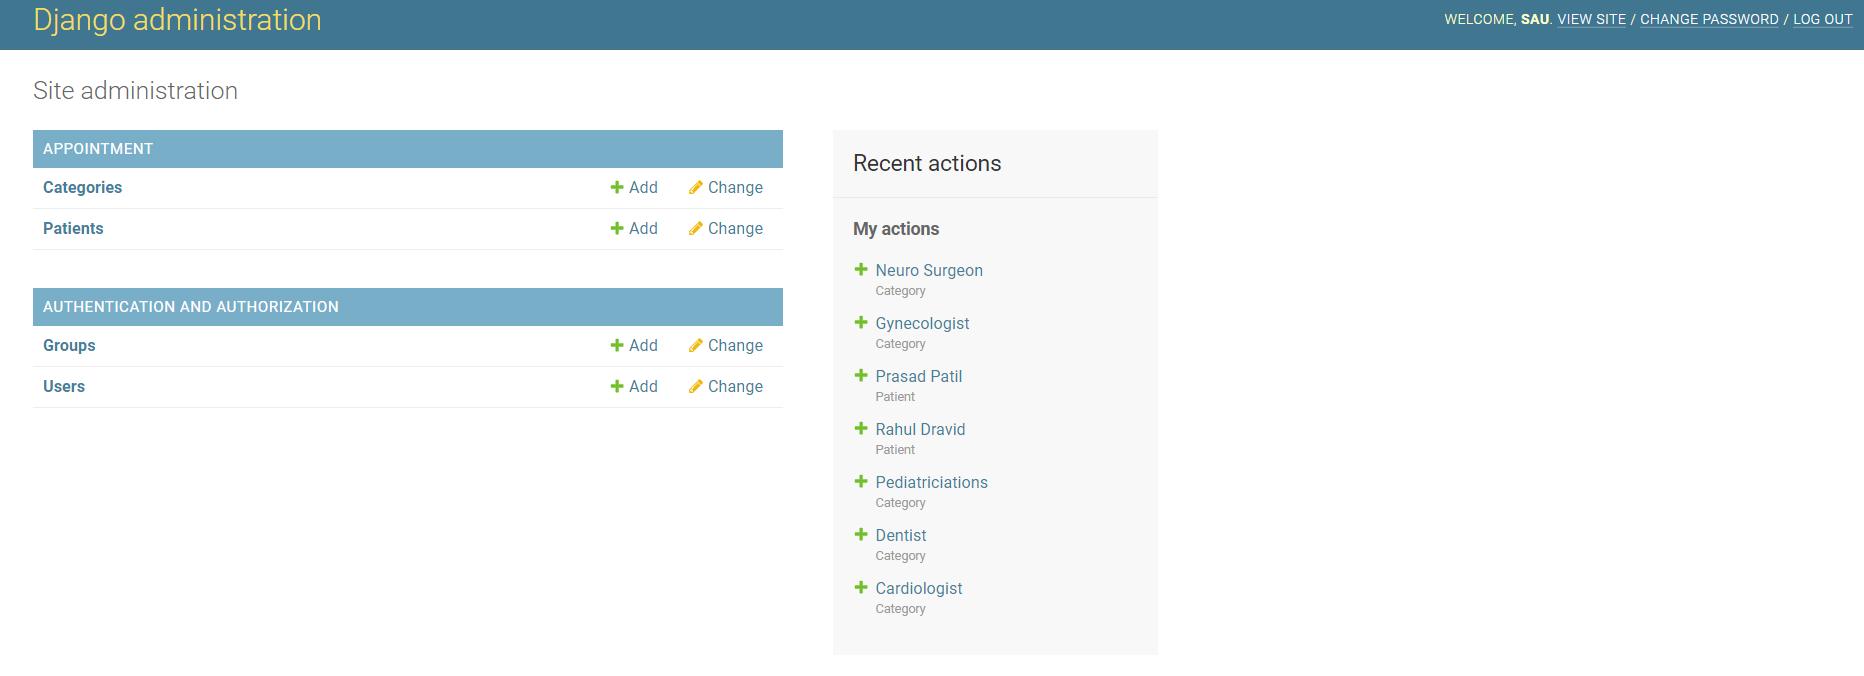 Django administration
WELCOME, SAU. VIEW SITE / CHANGE PASSWORD / LOG OUT
Site administration
APPOINTMENT
Categories Add Change
Patients Add Change
AUTHENTICATION AND AUTHORIZATION
Groups Add Change
Users Add Change
Recent actions
My actions
Neuro Surgeon
Category
Gynecologist
Category
Prasad Patil
Patient
Rahul Dravid
Patient
Pediatriciations
Category
Dentist
Category
Cardiologist
Category